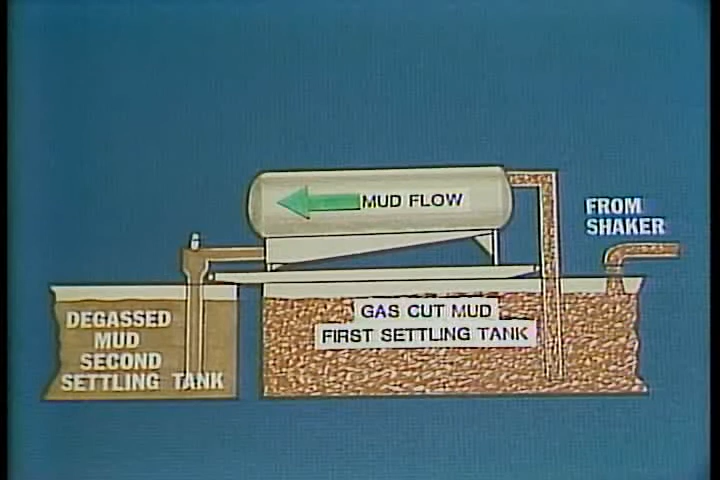 MUD FLOW
FROM
SHAKER
GAS CUT MUD
FIRST SETTLING TANK
DEGASSED
MUD
SECOND
SETTLING TANK